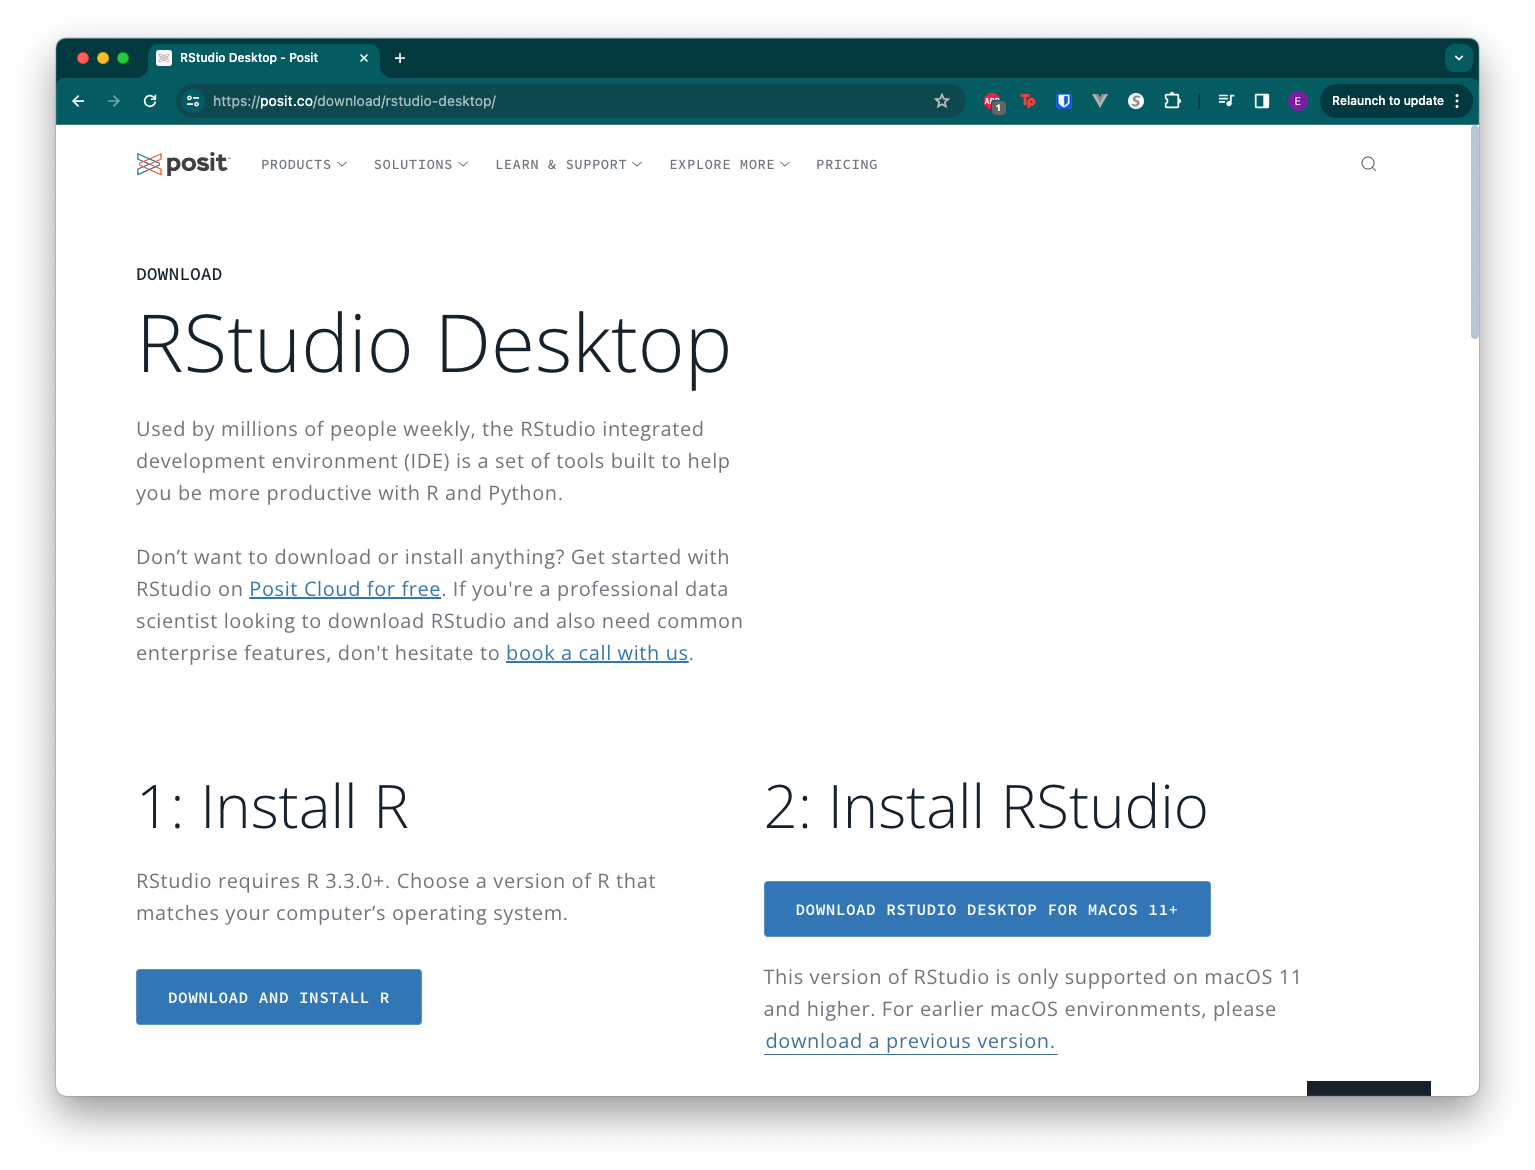 RStudio Desktop - Posit
https://posit.co/download/rstudio-desktop/
ABP
1
Tp
S
E
Relaunch to update
posit
PRODUCTS
SOLUTIONS
LEARN & SUPPORT
EXPLORE MORE
PRICING
DOWNLOAD
RStudio Desktop
Used by millions of people weekly, the RStudio integrated
development environment (IDE) is a set of tools built to help
you be more productive with R and Python.
Don’t want to download or install anything? Get started with
RStudio on Posit Cloud for free. If you're a professional data
scientist looking to download RStudio and also need common
enterprise features, don't hesitate to book a call with us.
1: Install R
RStudio requires R 3.3.0+. Choose a version of R that
matches your computer’s operating system.
DOWNLOAD AND INSTALL R
2: Install RStudio
DOWNLOAD RSTUDIO DESKTOP FOR MACOS 11+
This version of RStudio is only supported on macOS 11
and higher. For earlier macOS environments, please
download a previous version.